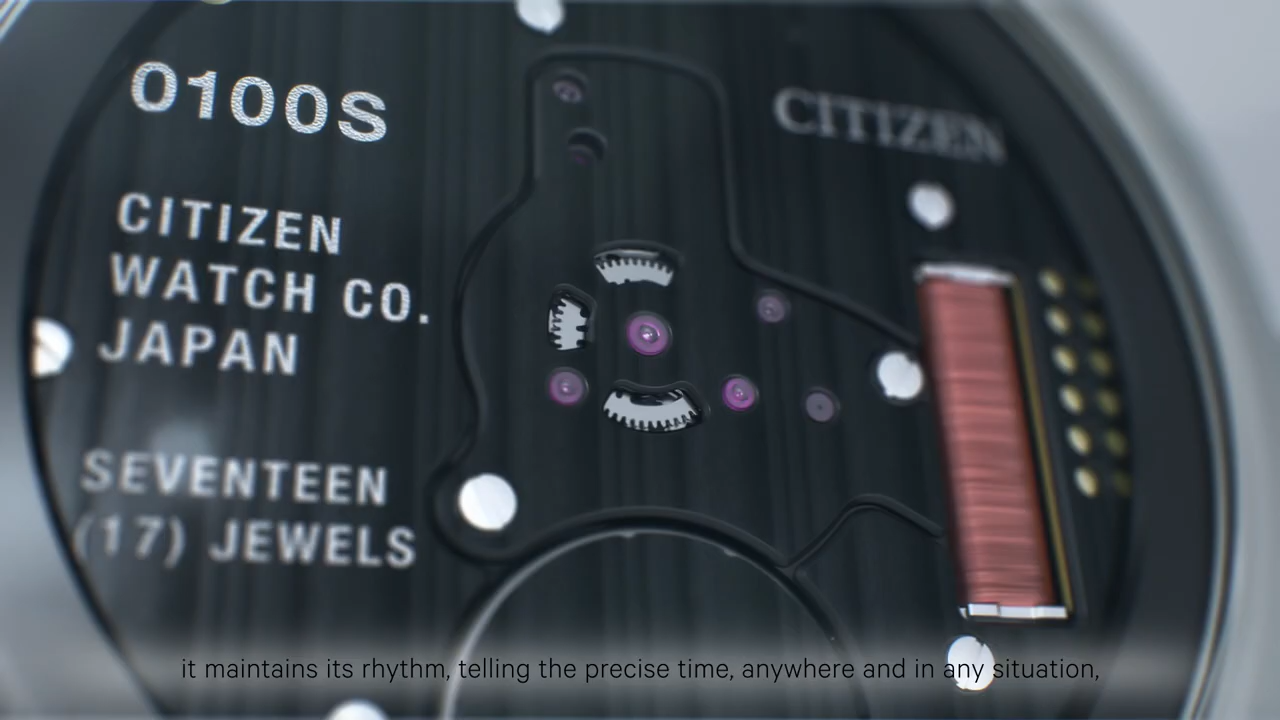 0100S
CITIZEN
CITIZEN
WATCH CO.
JAPAN
SEVENTEEN
(17) JEWELS
it maintains its rhythm, telling the precise time, anywhere and in any situation,